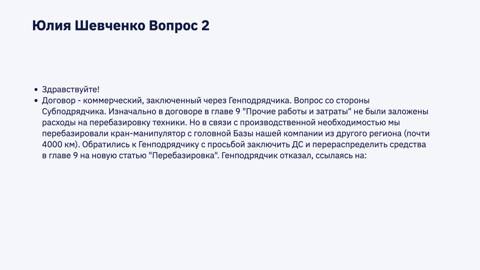 Юлия Шевченко Вопрос 2
• Здравствуйте!
• Договор - коммерческий, заключенный через Генподрядчика. Вопрос со стороны
Субподрядчика. Изначально в договоре в главе 9 "Прочие работы и затраты" не были заложены
расходы на перебазировку техники. Но в связи с производственной необходимостью мы
перебазировали кран-манипулятор с головной Базы нашей компании из другого региона (почти
4000 км). Обратились к Генподрядчику с просьбой заключить ДС и перераспределить средства
в главе 9 на новую статью "Перебазировка". Генподрядчик отказал, ссылаясь на: